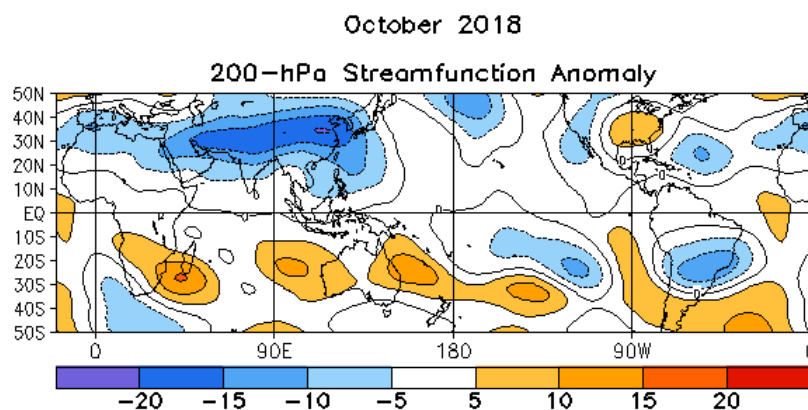 October 2018
200-hPa Streamfunction Anomaly
50N
40N
30N
20N
10N
EQ
10S
20S
30S
40S
50S
0 90E 180 90W
-20 -15 -10 -5 5 10 15 20